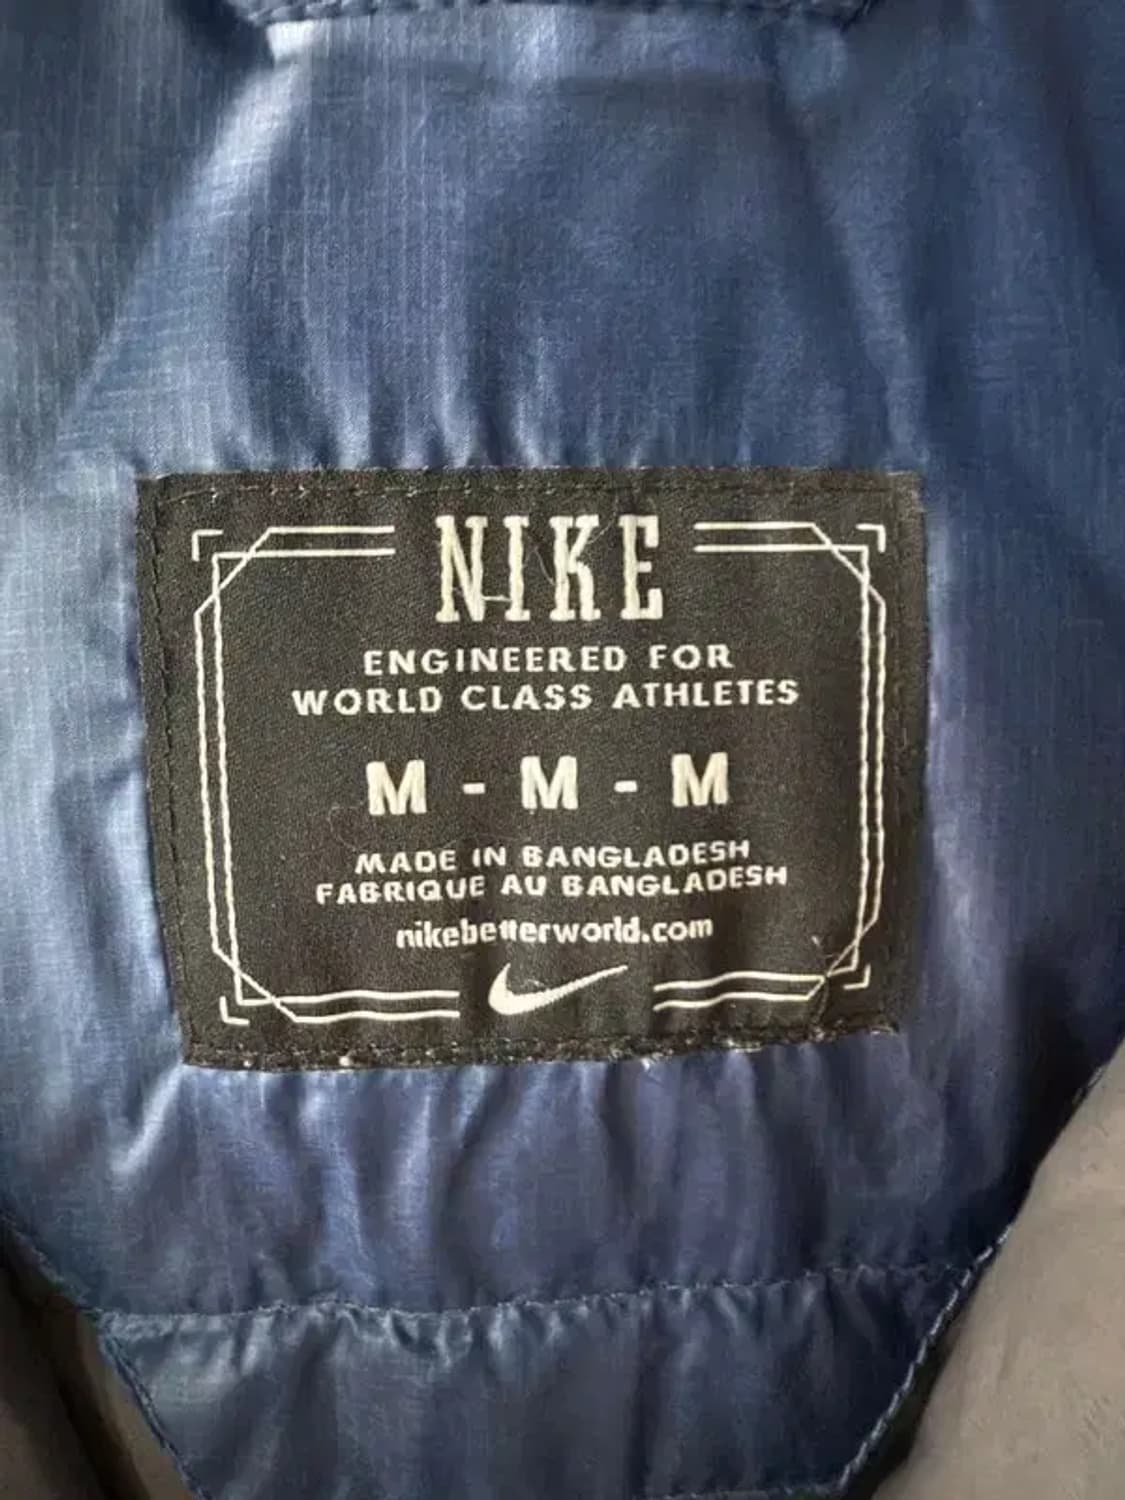 NIKE
ENGINEERED FOR
WORLD CLASS ATHLETES
M - M - M
MADE IN BANGLADESH
FABRIQUE AU BANGLADESH
nikebetterworld.com